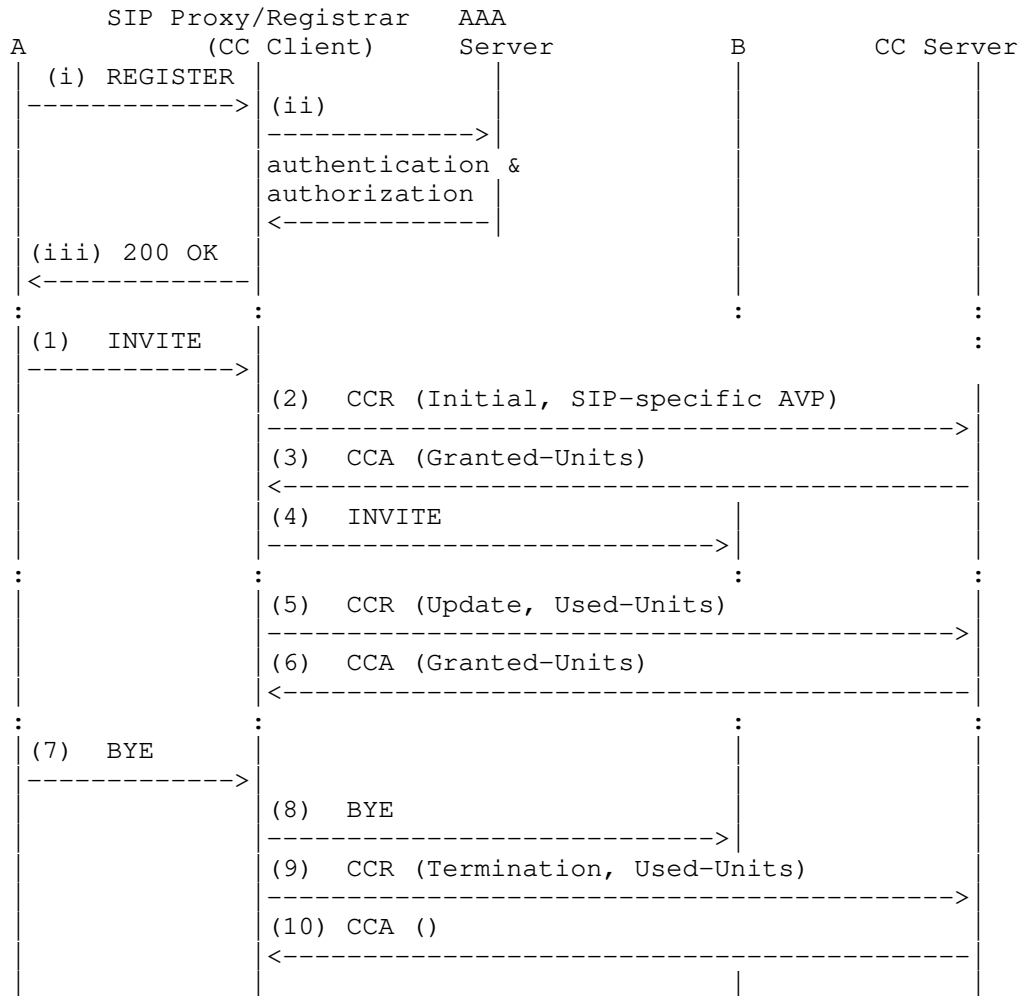 SIP Proxy/Registrar AAA
A (CC Client) Server B CC Server
(i) REGISTER
(ii)
authentication &
authorization
(iii) 200 OK
(1) INVITE
(2) CCR (Initial, SIP-specific AVP)
(3) CCA (Granted-Units)
(4) INVITE
(5) CCR (Update, Used-Units)
(6) CCA (Granted-Units)
(7) BYE
(8) BYE
(9) CCR (Termination, Used-Units)
(10) CCA ()